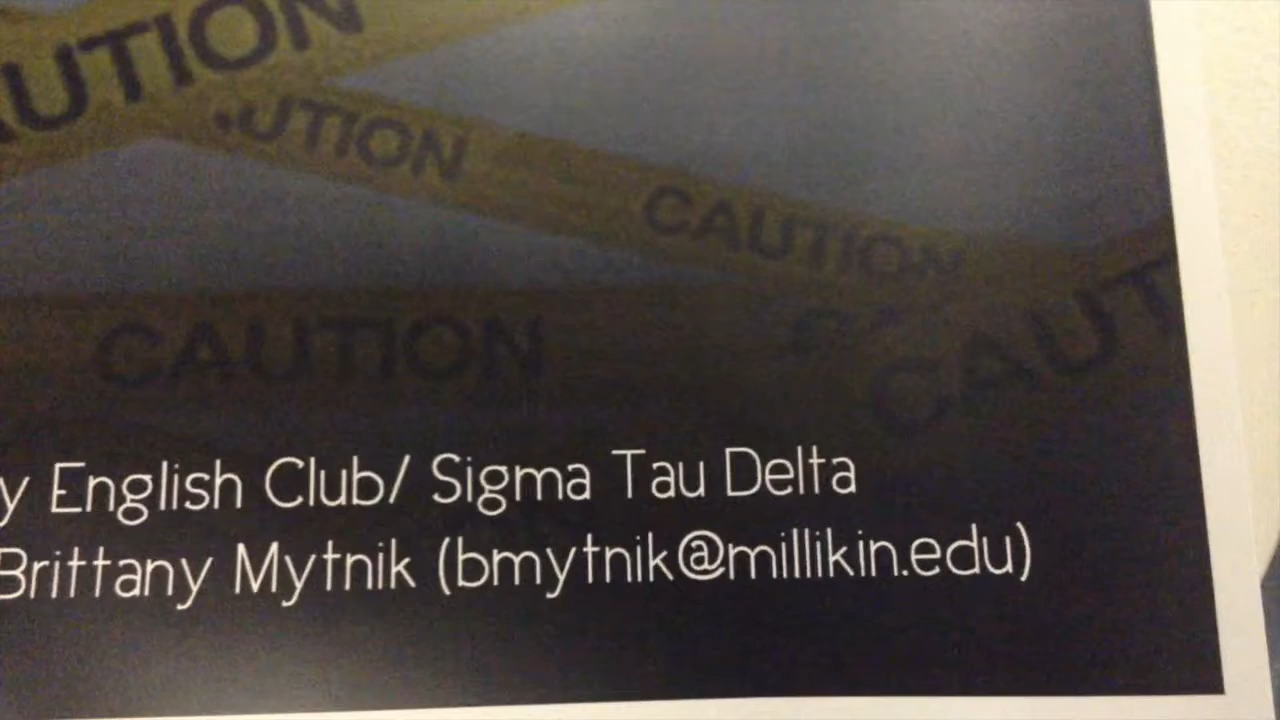 UTION
UTION
CAUTION
CAUTION
CAUT
y English Club/ Sigma Tau Delta
Brittany Mytnik (bmytnik@millikin.edu)